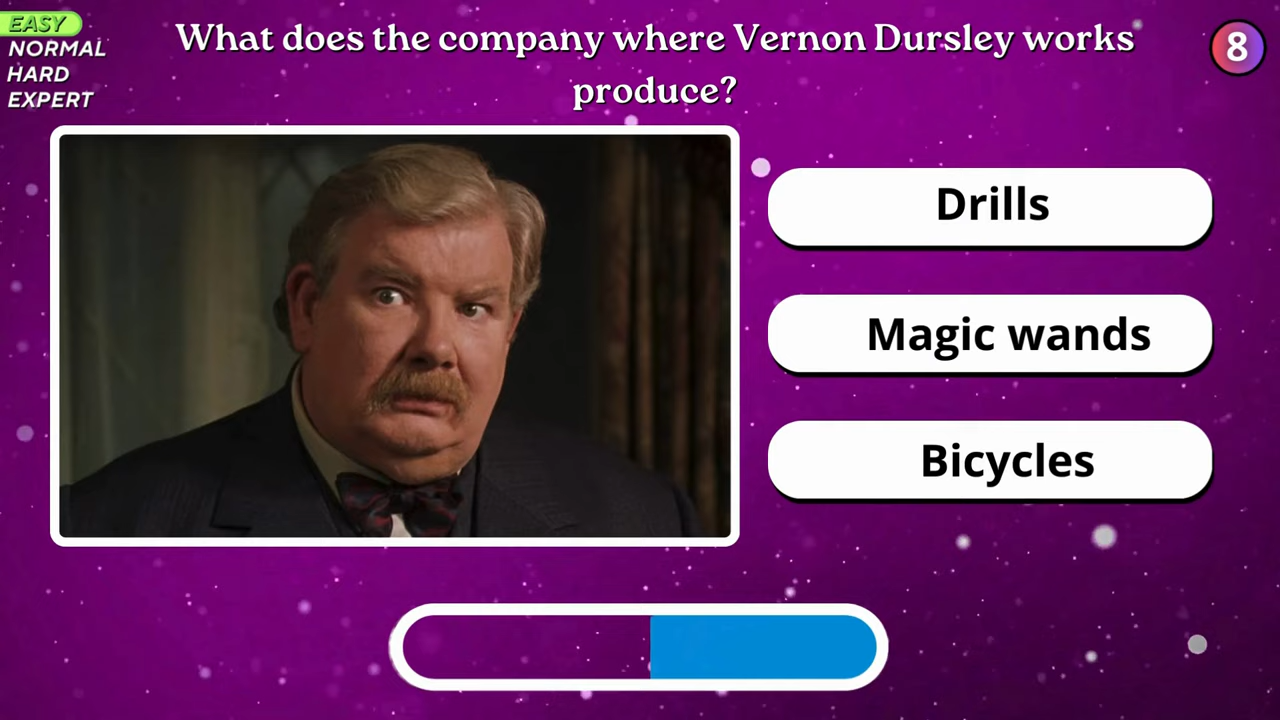 EASY
NORMAL
HARD
EXPERT
What does the company where Vernon Dursley works
produce?
8
Drills
Magic wands
Bicycles